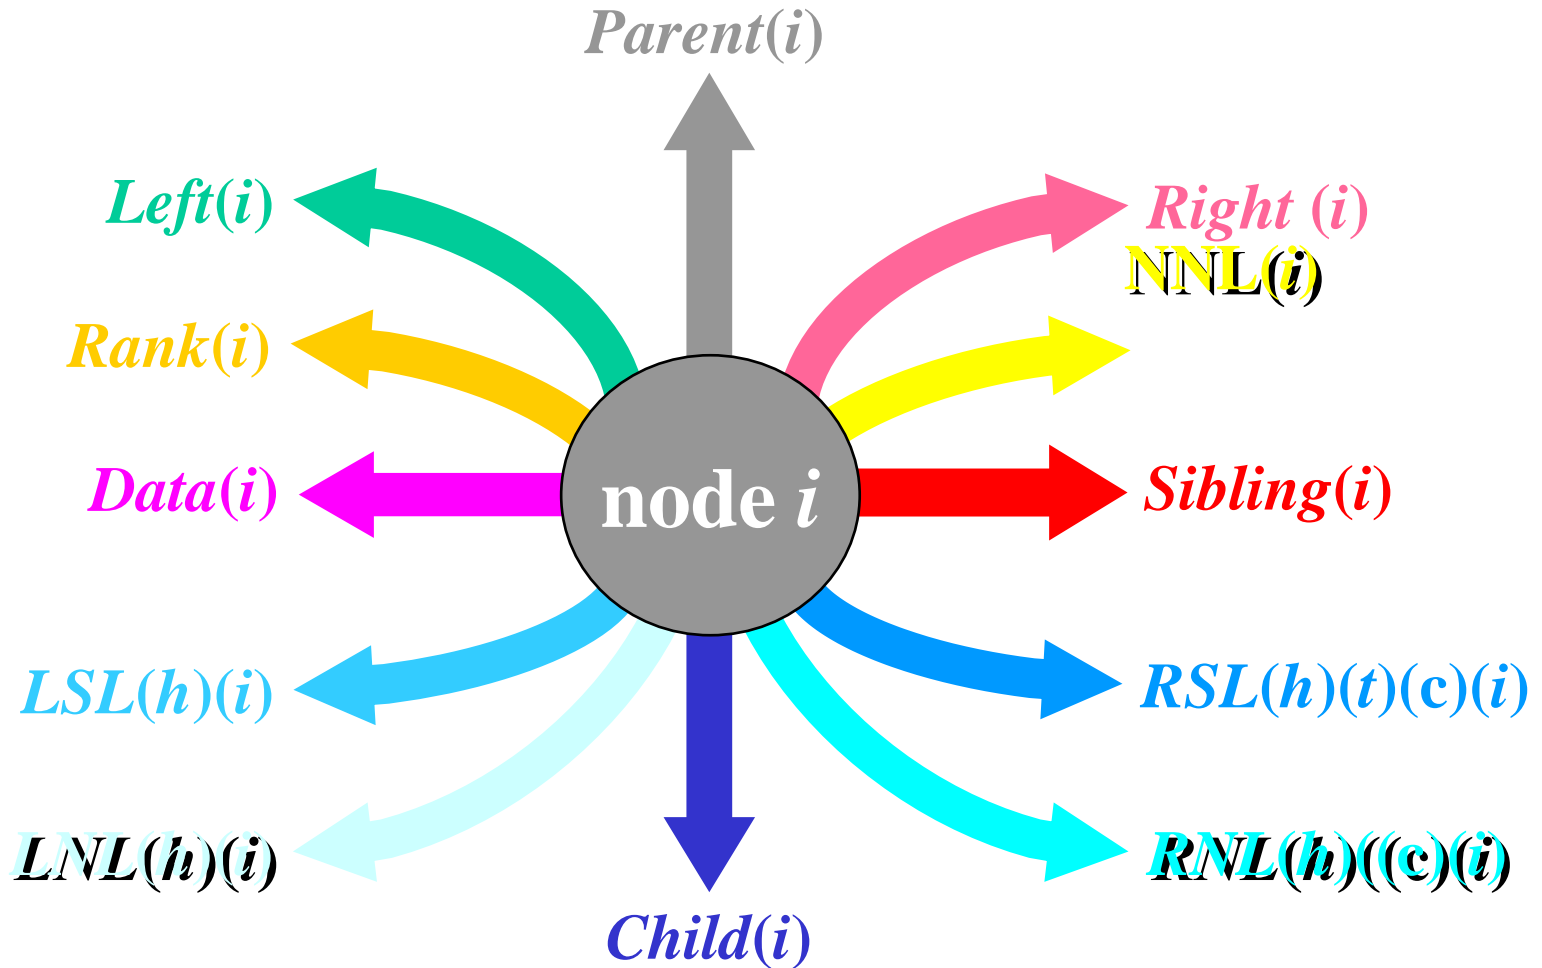 Parent(i)
Left(i)
Right (i)
NNL(i)
Rank(i)
Data(i)
node i
Sibling(i)
LSL(h)(i)
RSL(h)(t)(c)(i)
LNL(h)(i)
RNL(h)((c)(i)
Child(i)